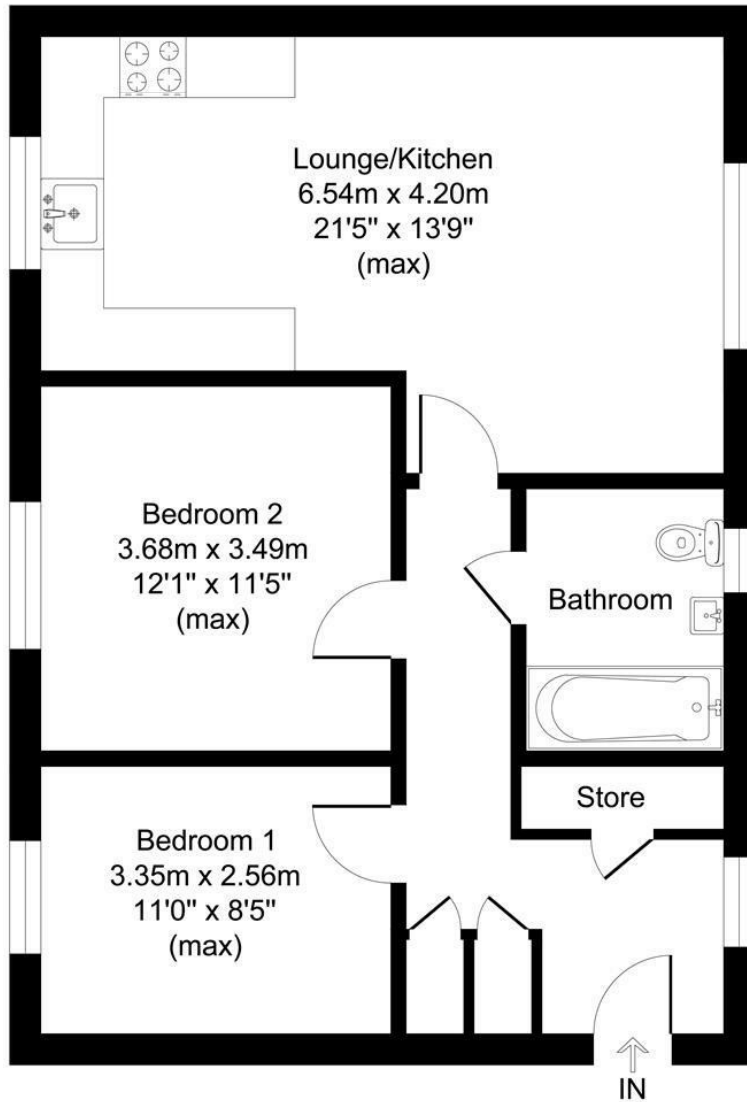 Lounge/Kitchen
6.54m x 4.20m
21'5" x 13'9"
(max)
Bedroom 2
3.68m x 3.49m
12'1" x 11'5"
(max)
Bathroom
Store
Bedroom 1
3.35m x 2.56m
11'0" x 8'5"
(max)
IN